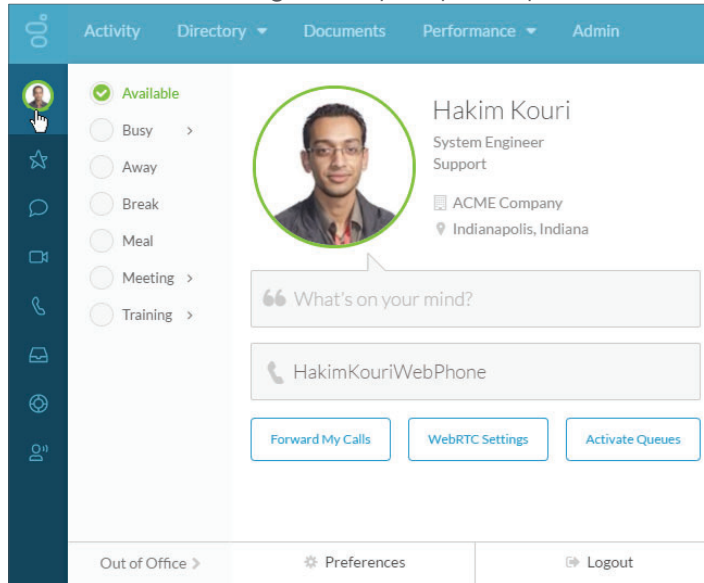 Activity Directory Documents Performance Admin
Available
Busy
Away
Break
Meal
Meeting
Training
Hakim Kouri
System Engineer
Support
ACME Company
Indianapolis, Indiana
What's on your mind?
HakimKouriWebPhone
Forward My Calls WebRTC Settings Activate Queues
Out of Office Preferences Logout